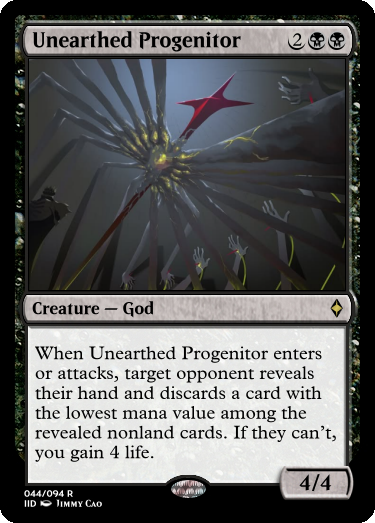 Unearthed Progenitor 2
Creature — God
When Unearthed Progenitor enters
or attacks, target opponent reveals
their hand and discards a card with
the lowest mana value among the
revealed nonland cards. If they can't,
you gain 4 life.
4/4
044/094 R
IID Jimmy Cao